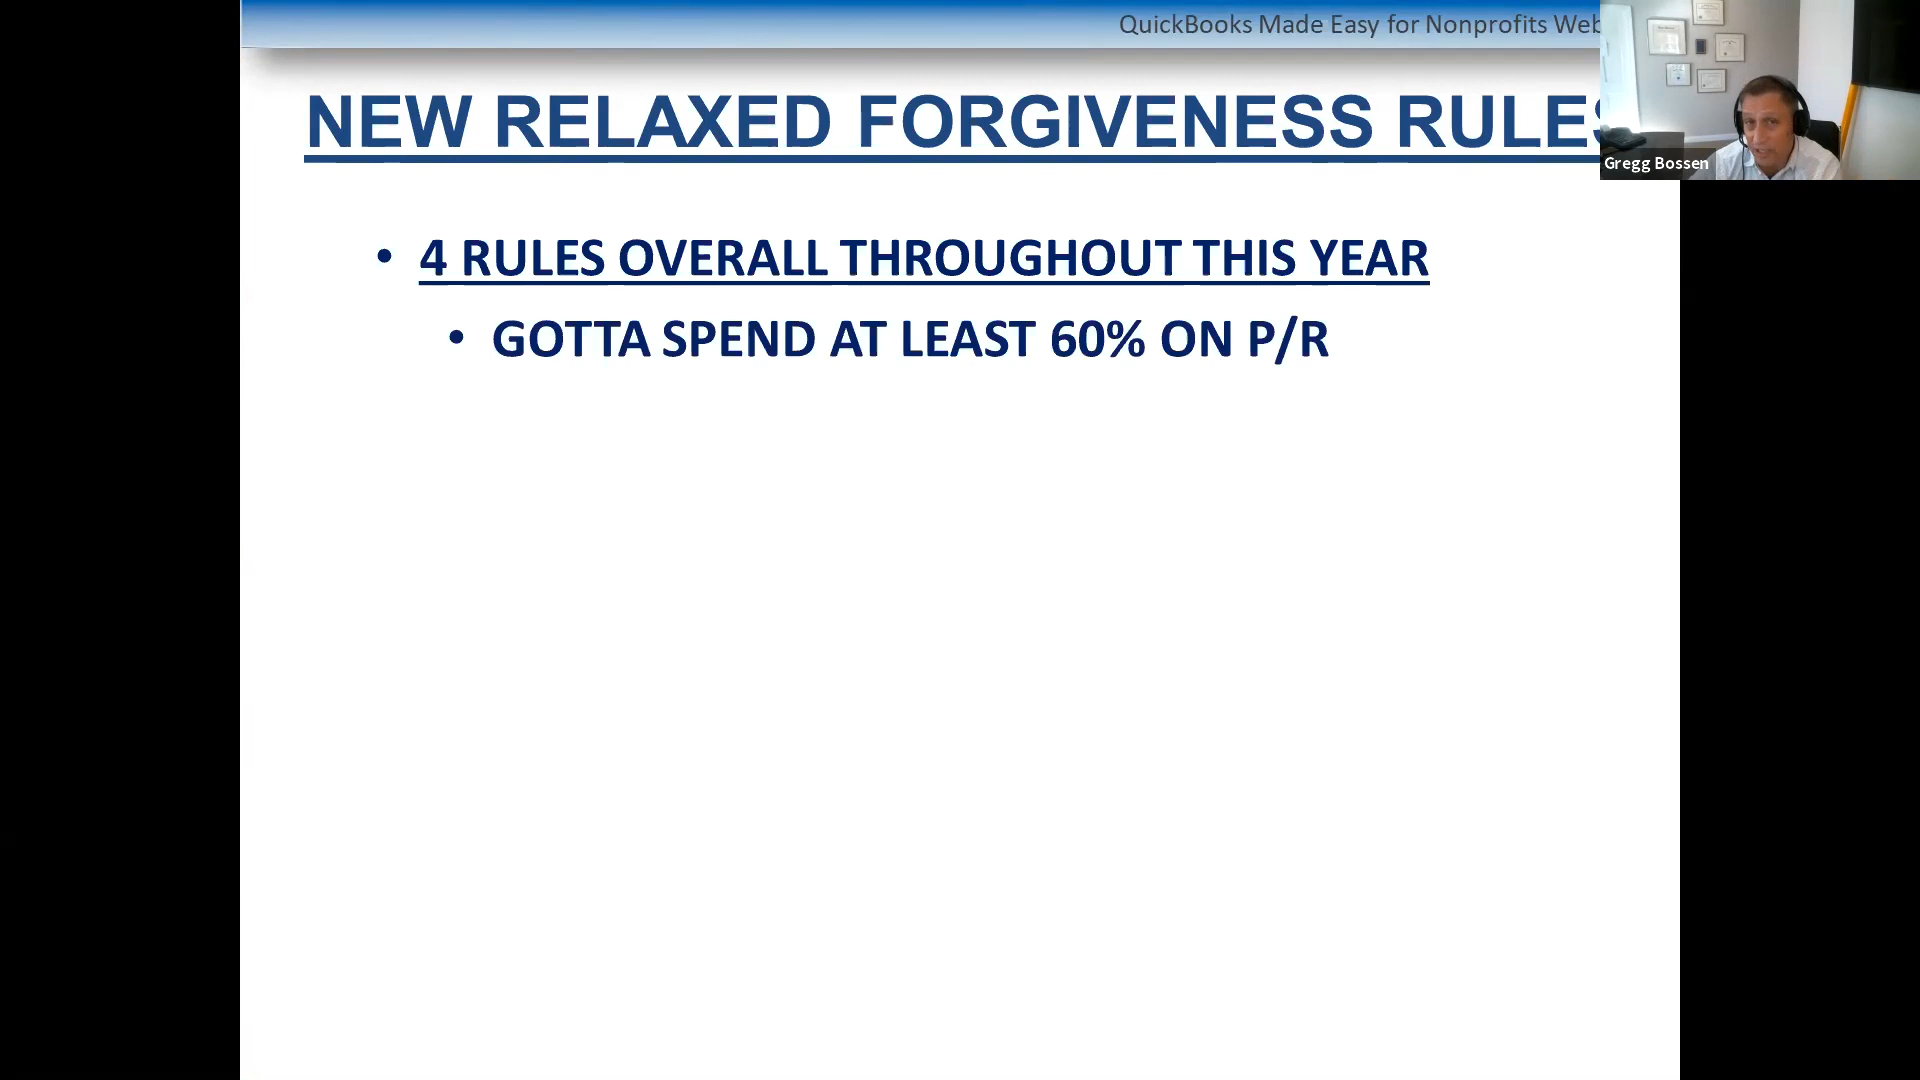 QuickBooks Made Easy for Nonprofits
NEW RELAXED FORGIVENESS RULES
Gregg Bossen
• 4 RULES OVERALL THROUGHOUT THIS YEAR
• GOTTA SPEND AT LEAST 60% ON P/R